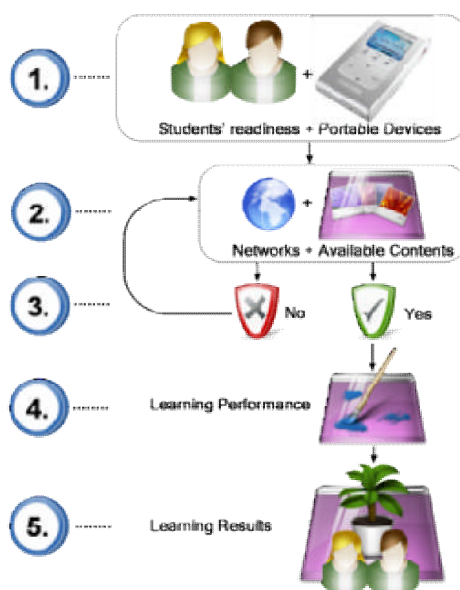 1.
Students' readiness + Portable Devices
2.
Networks + Available Contents
3.
No
Yes
4.
Learning Performance
5.
Learning Results